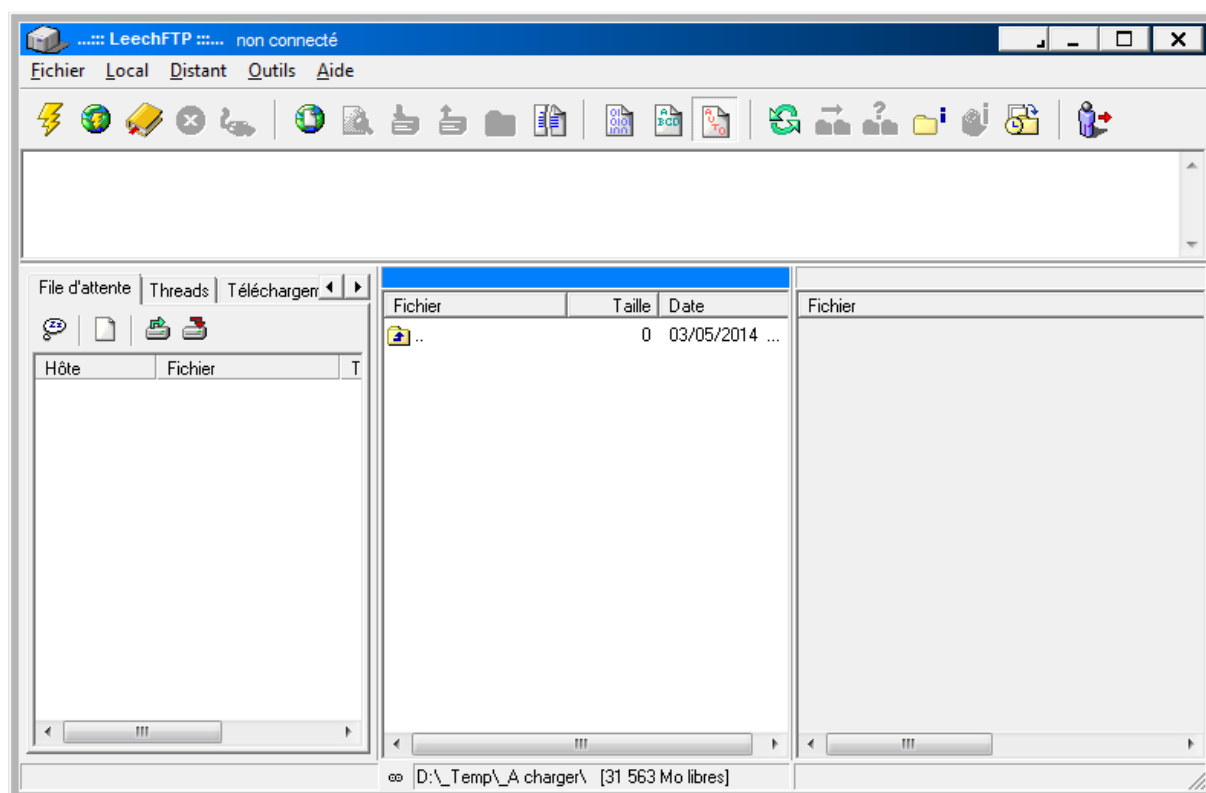 ...::: LeechFTP :::... non connecté
Fichier Local Distant Outils Aide
File d'attente Threads Téléchargem
Fichier Taille Date Fichier
.. 0 03/05/2014 ...
Hôte Fichier T
D:\_Temp\_A charger\ [31 563 Mo libres]